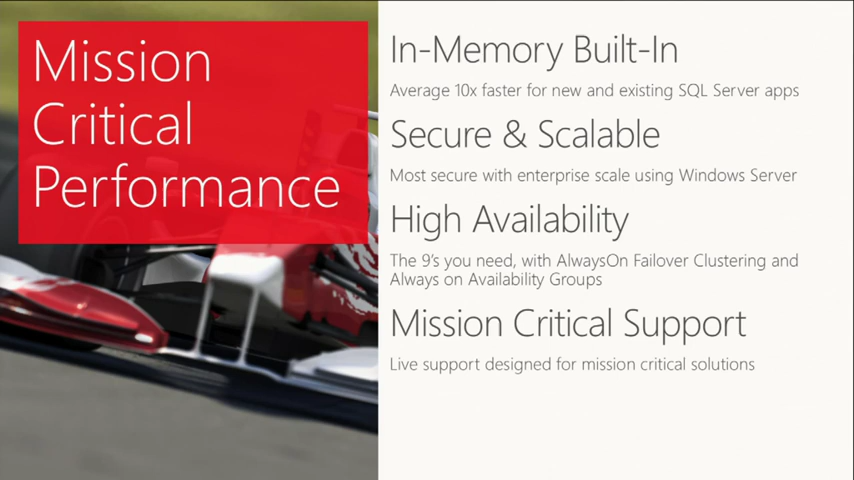 Mission
Critical
Performance
In-Memory Built-In
Average 10x faster for new and existing SQL Server apps
Secure & Scalable
Most secure with enterprise scale using Windows Server
High Availability
The 9's you need, with AlwaysOn Failover Clustering and
Always on Availability Groups
Mission Critical Support
Live support designed for mission critical solutions